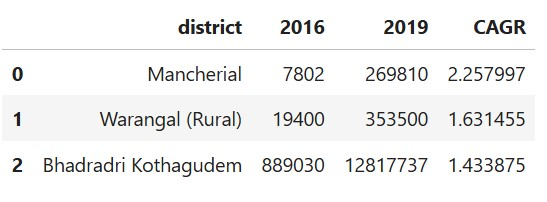 district 2016 2019 CAGR
0 Mancherial 7802 269810 2.257997
1 Warangal (Rural) 19400 353500 1.631455
2 Bhadradri Kothagudem 889030 12817737 1.433875